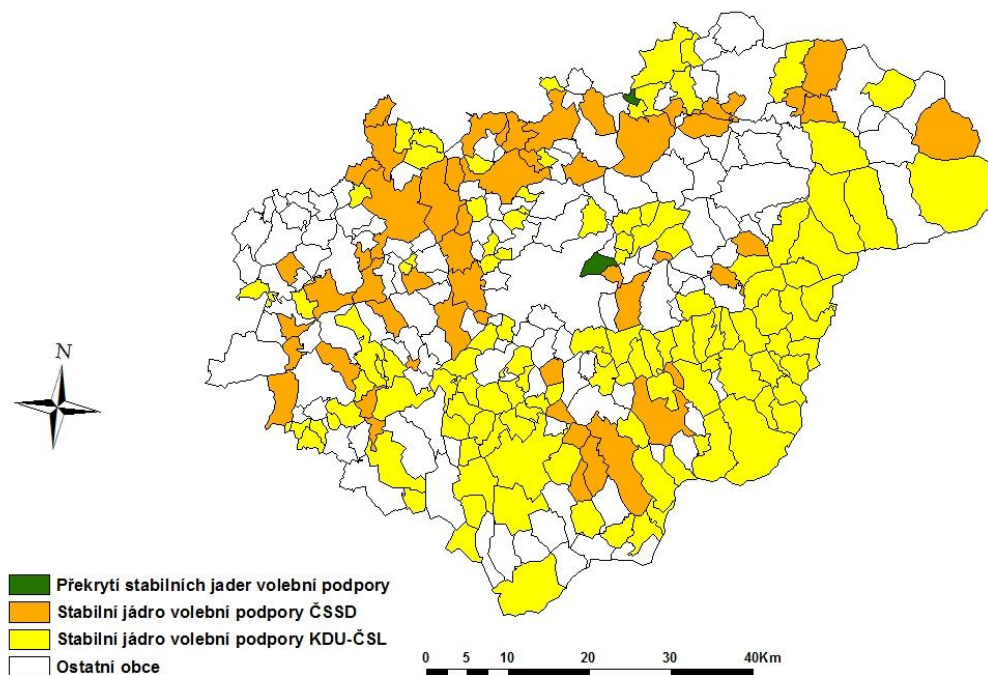 N
Překrytí stabilních jader volební podpory
Stabilní jádro volební podpory ČSSD
Stabilní jádro volební podpory KDU-ČSL
Ostatní obce
0 5 10 20 30 40Km